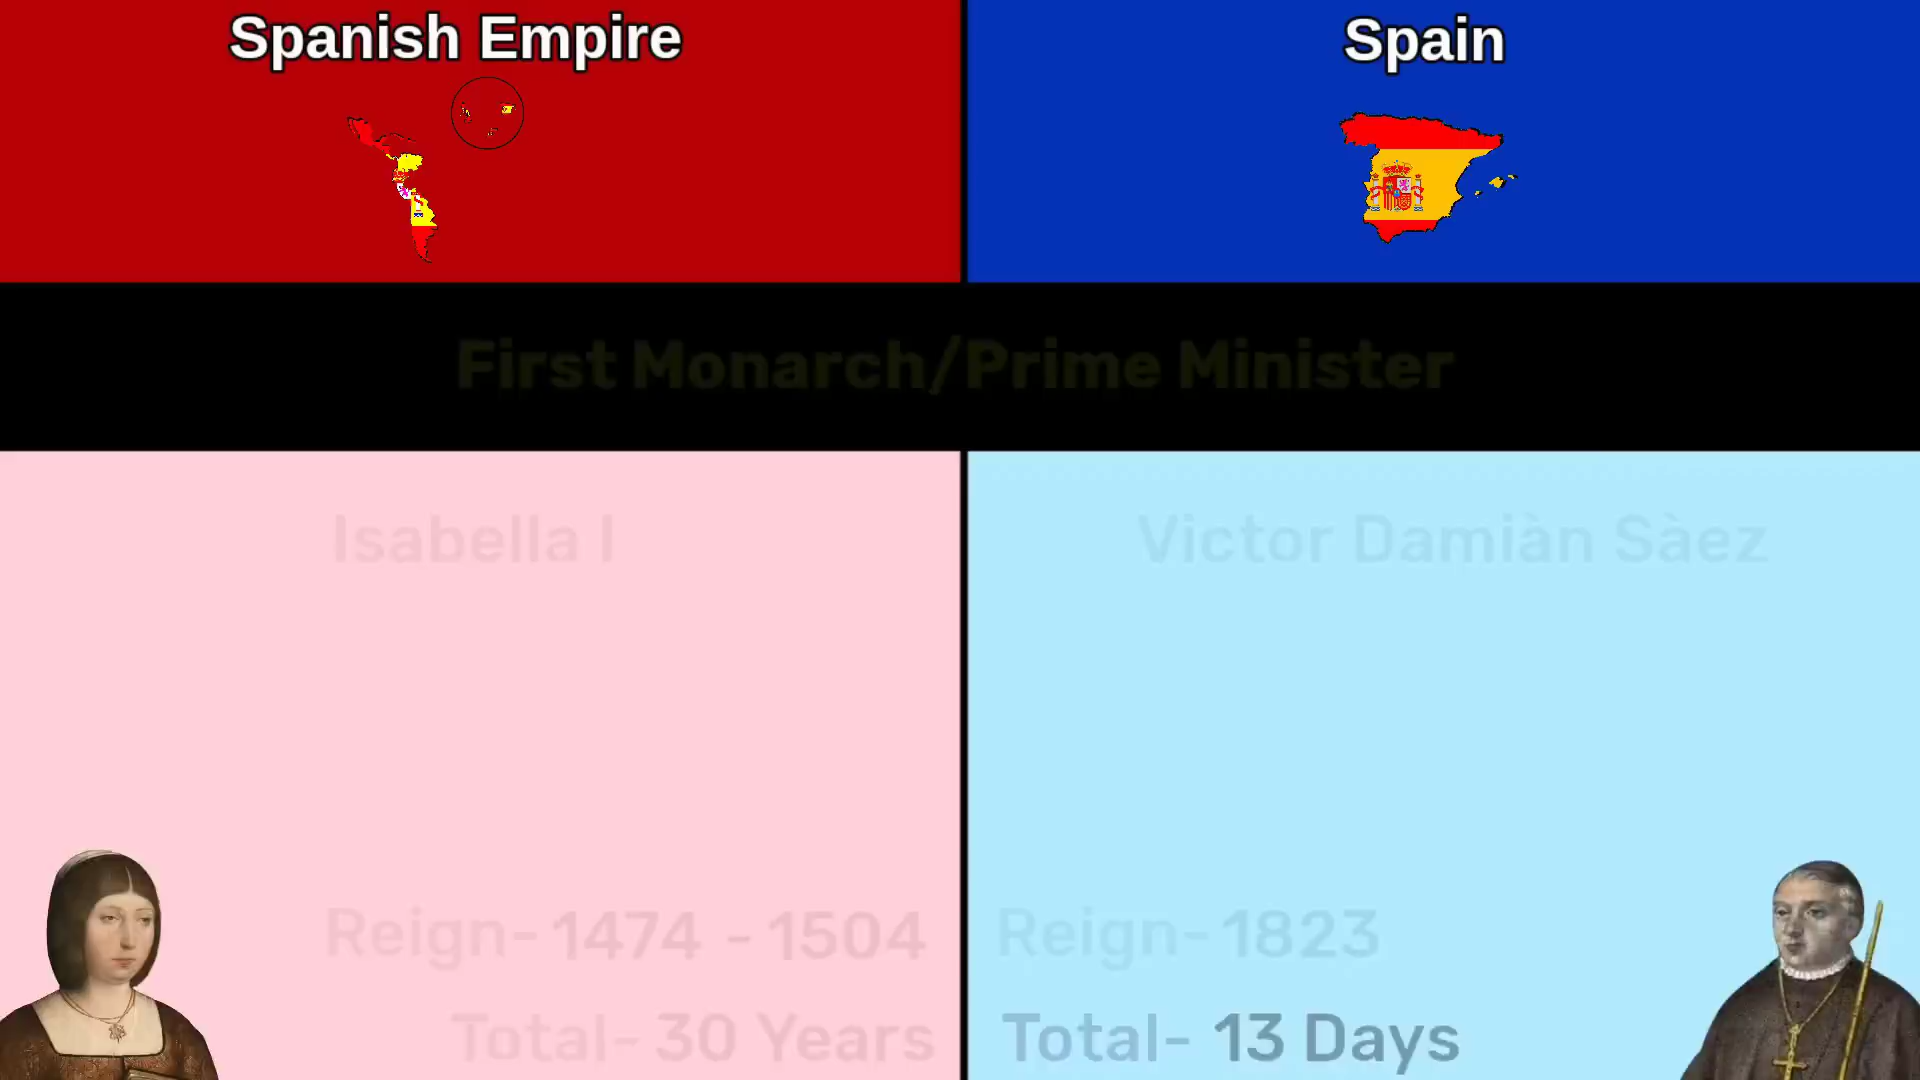 Spanish Empire
Spain
First Monarch/Prime Minister
Isabella I
Victor Damiàn Sàez
Reign- 1474 - 1504
Reign- 1823
Total- 30 Years
Total- 13 Days